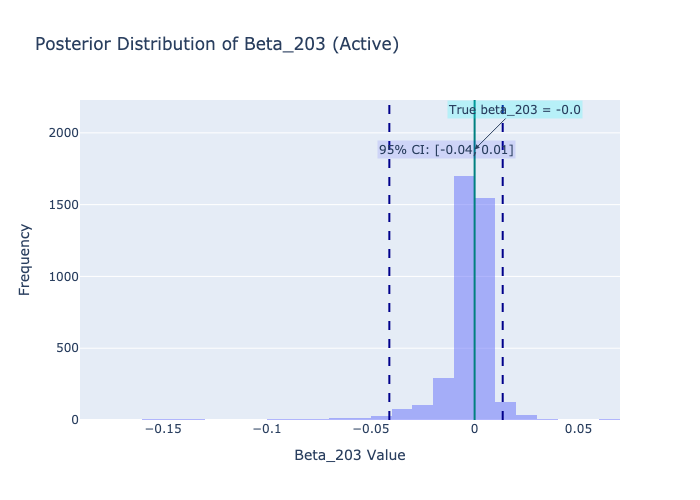 Posterior Distribution of Beta_203 (Active)
True beta_203 = -0.0
95% CI: [-0.04, 0.01]
2000
1500
1000
500
0
Frequency
−0.15
−0.1
−0.05
0
0.05
Beta_203 Value